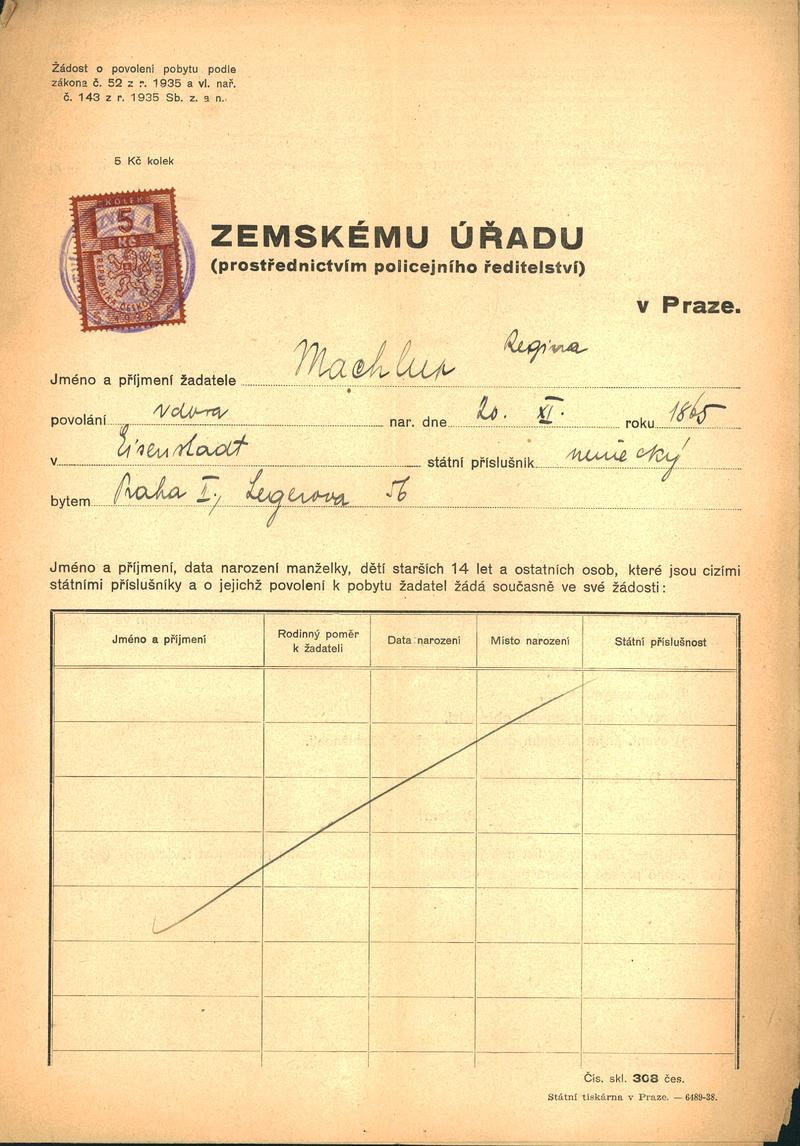 Žádost o povolení pobytu podle
zákona č. 52 z r. 1935 a vl. nař.
č. 143 z r. 1935 Sb. z. a n.
5 Kč kolek
KOLEK
5
Kč
REPUBLIKA ČESKOSLOVENSKÁ
1938
ZEMSKÉMU ÚŘADU
(prostřednictvím policejního ředitelství)
v Praze.
Jméno a příjmení žadatele Machlup Regina
povolání vdova nar. dne 20. XI. roku 1865
v Eisenstadt státní příslušník německý
bytem Praha I., Legerova 56
Jméno a příjmení, data narození manželky, dětí starších 14 let a ostatních osob, které jsou cizími
státními příslušníky a o jejichž povolení k pobytu žadatel žádá současně ve své žádosti:
Jméno a příjmení Rodinný poměr k žadateli Data narození Místo narození Státní příslušnost
Čís. skl. 308 čes.
Státní tiskárna v Praze. — 6489-38.